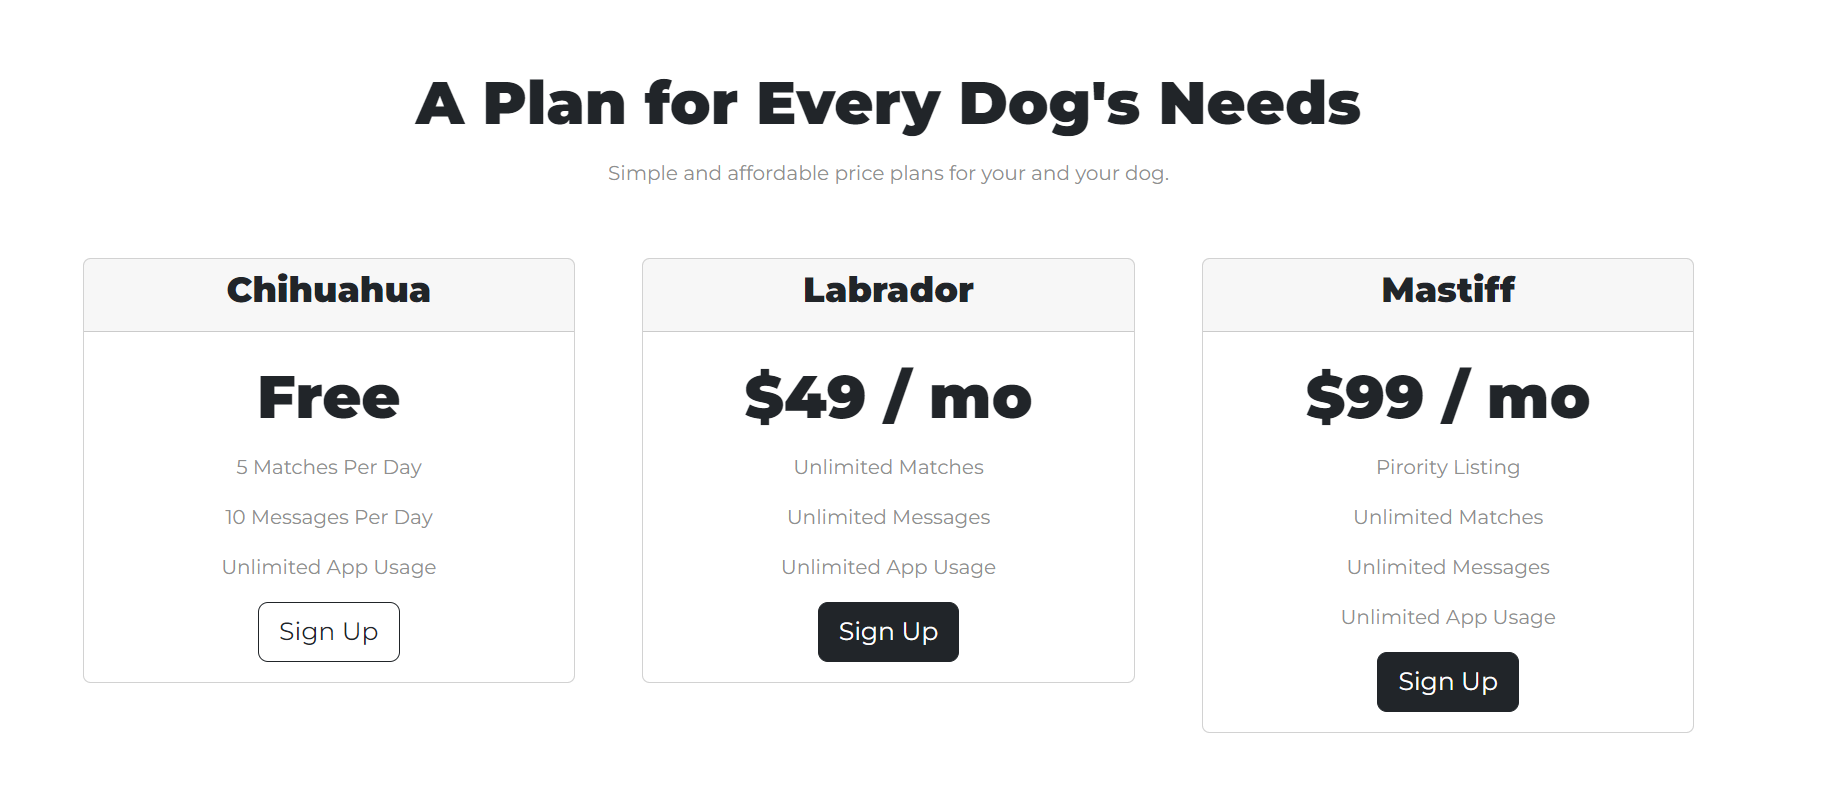 A Plan for Every Dog's Needs
Simple and affordable price plans for your and your dog.
Chihuahua
Free
5 Matches Per Day
10 Messages Per Day
Unlimited App Usage
Sign Up
Labrador
$49 / mo
Unlimited Matches
Unlimited Messages
Unlimited App Usage
Sign Up
Mastiff
$99 / mo
Pirority Listing
Unlimited Matches
Unlimited Messages
Unlimited App Usage
Sign Up